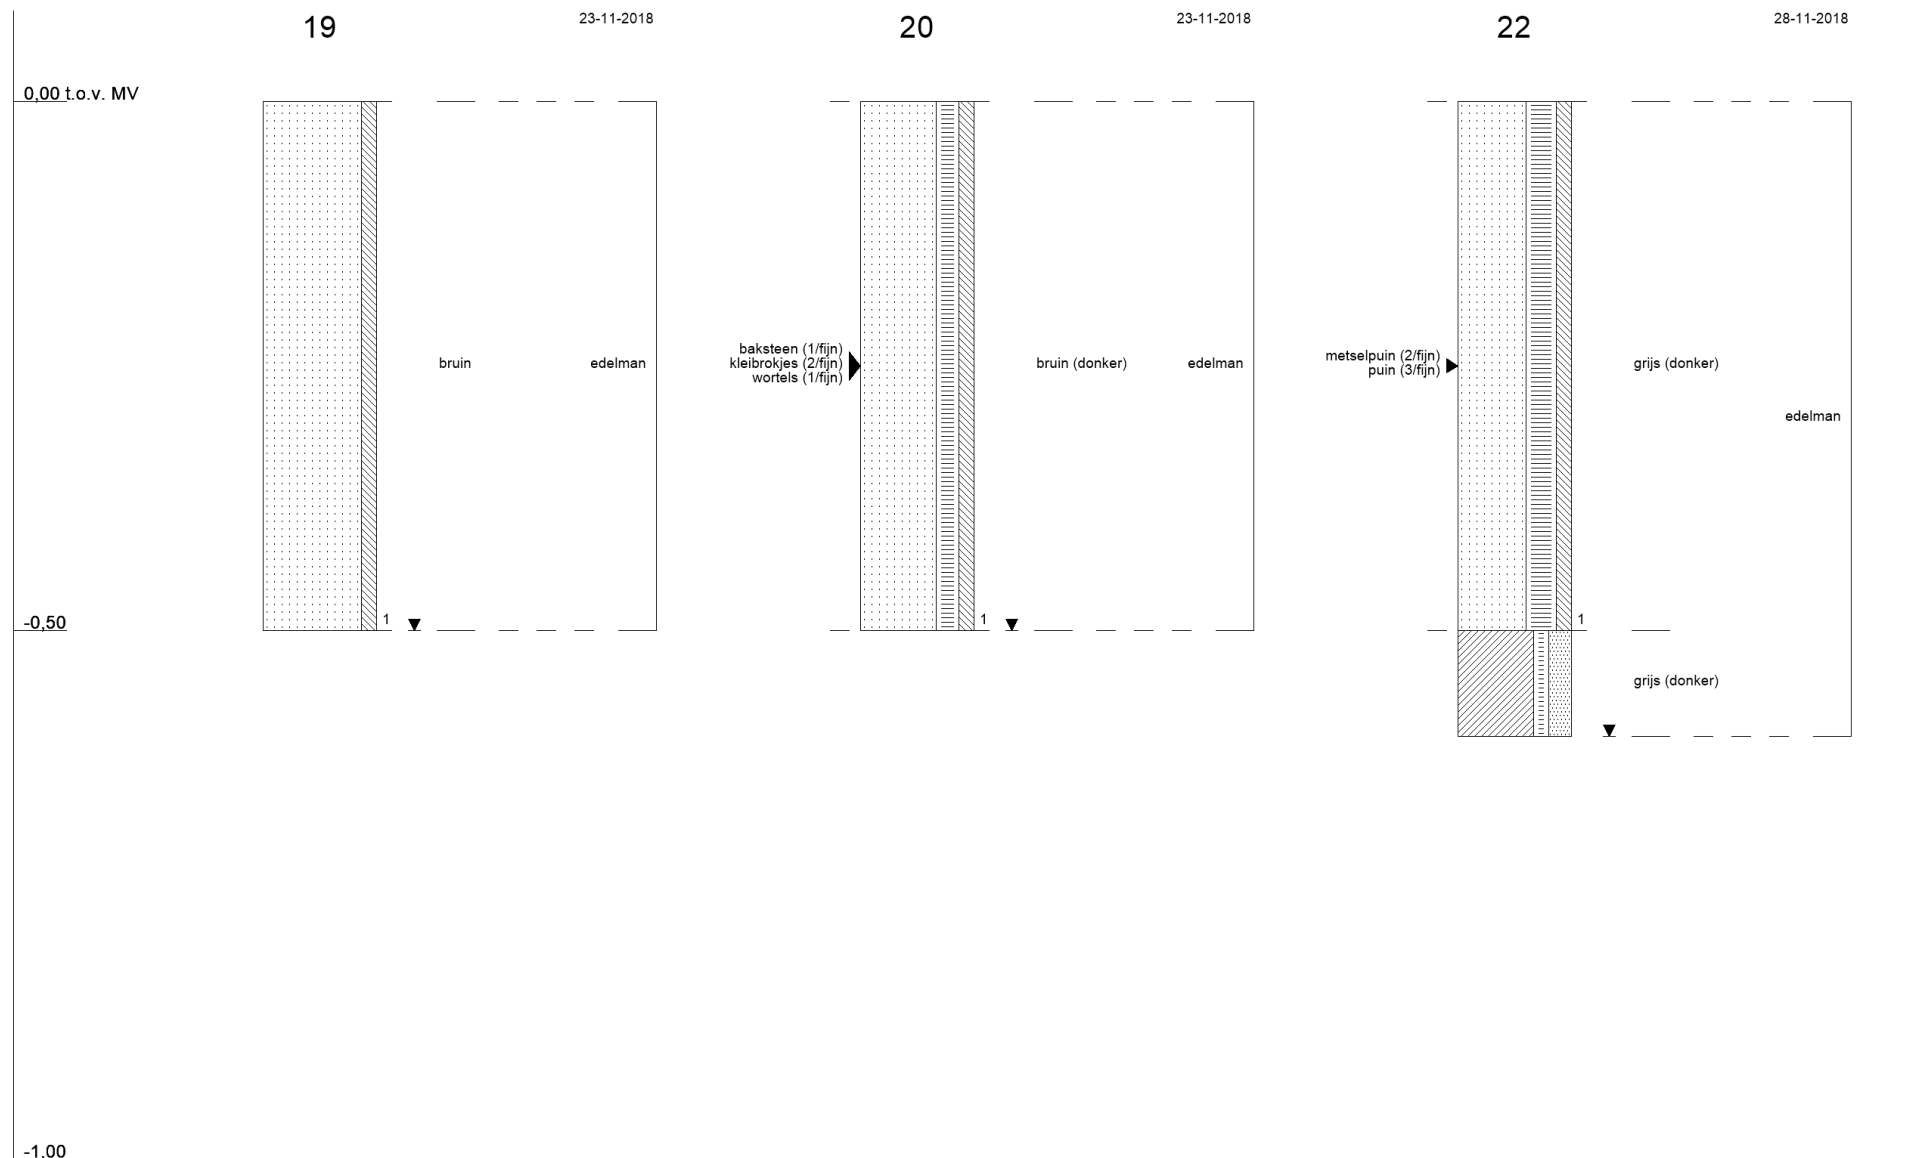 19
23-11-2018
20
23-11-2018
22
28-11-2018
0,00 t.o.v. MV
bruin
edelman
baksteen (1/fijn)
kleibrokjes (2/fijn)
wortels (1/fijn)
bruin (donker)
edelman
metselpuin (2/fijn)
puin (3/fijn)
grijs (donker)
edelman
-0,50
1
1
1
grijs (donker)
-1,00